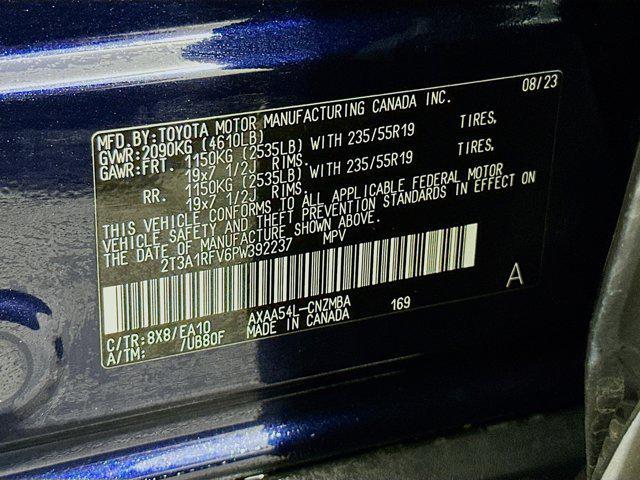 MFD.BY:TOYOTA MOTOR MANUFACTURING CANADA INC. 08/23
GVWR:2090KG (4610LB)
GAWR:FRT. 1150KG (2535LB) WITH 235/55R19 TIRES,
19x7 1/2J RIMS.
RR. 1150KG (2535LB) WITH 235/55R19 TIRES,
19x7 1/2J RIMS.
THIS VEHICLE CONFORMS TO ALL APPLICABLE FEDERAL MOTOR
VEHICLE SAFETY AND THEFT PREVENTION STANDARDS IN EFFECT ON
THE DATE OF MANUFACTURE SHOWN ABOVE.
2T3A1RFV6PW392237 MPV
A
C/TR:8X8/EA10 AXAA54L-CNZMBA 169
A/TM: 7UB80F MADE IN CANADA